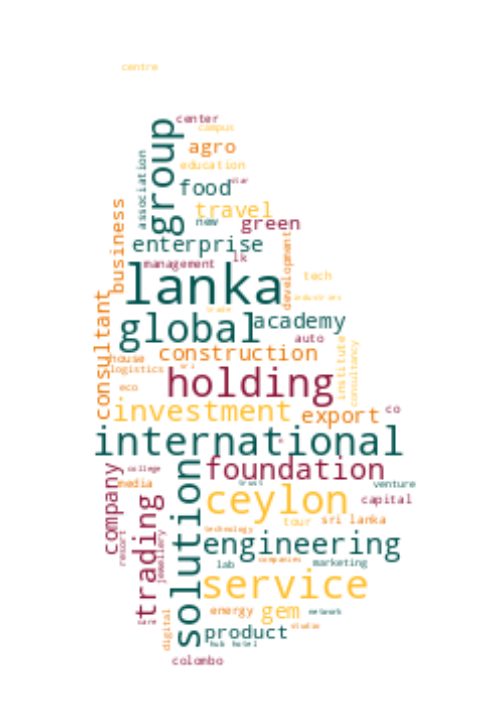 centre
center
campus
group
agro
association
education
food
star
travel
business
new
green
enterprise
development
management
lk
tech
lanka
industries
consultant
trade
global
academy
auto
construction
house
institute
consultancy
logistics
sri
holding
eco
investment
export
co
international
company
college
foundation
media
trust
venture
solution
trading
ceylon
capital
tour
sri lanka
technology
resort
jewellery
engineering
lab
companies
marketing
service
energy
gem
network
care
digital
studio
product
hub
hotel
colombo